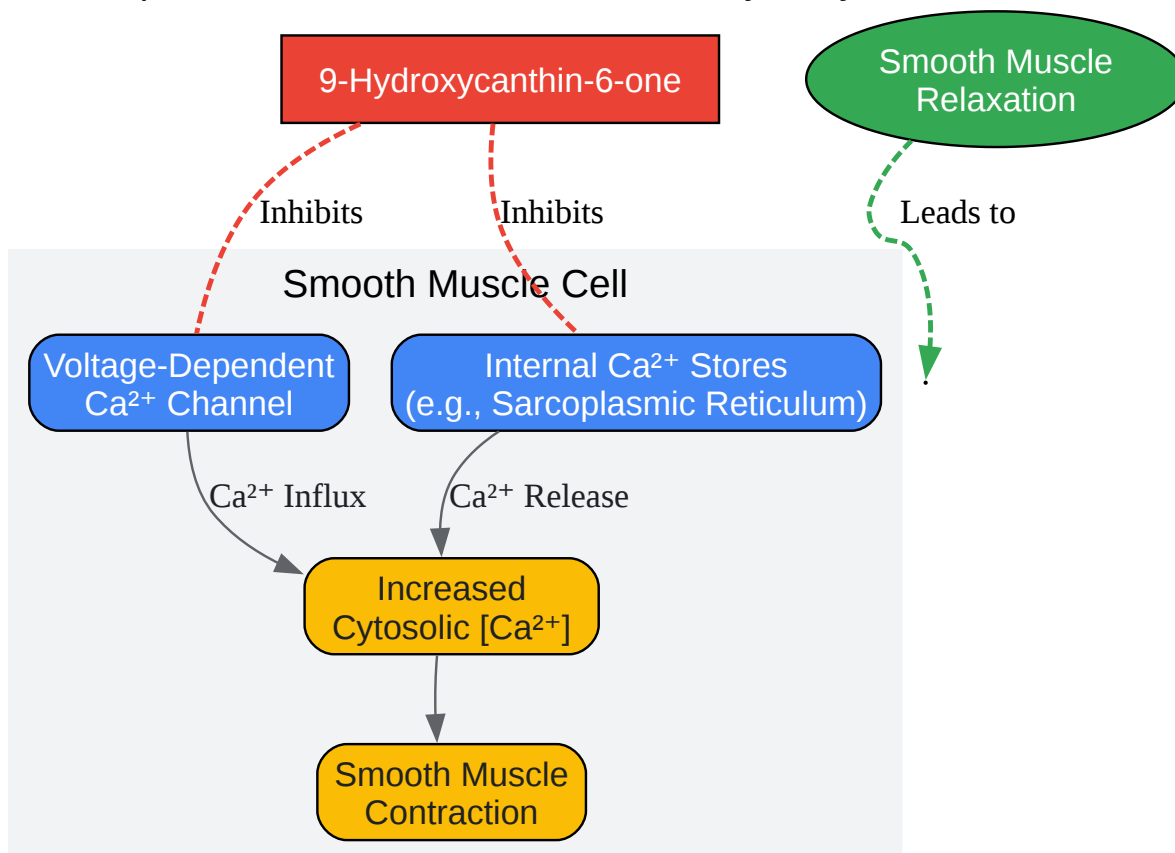 9-Hydroxycanthin-6-one
Smooth Muscle
Relaxation
Inhibits
Inhibits
Leads to
Smooth Muscle Cell
Voltage-Dependent
Ca²⁺ Channel
Internal Ca²⁺ Stores
(e.g., Sarcoplasmic Reticulum)
Ca²⁺ Influx
Ca²⁺ Release
Increased
Cytosolic [Ca²⁺]
Smooth Muscle
Contraction